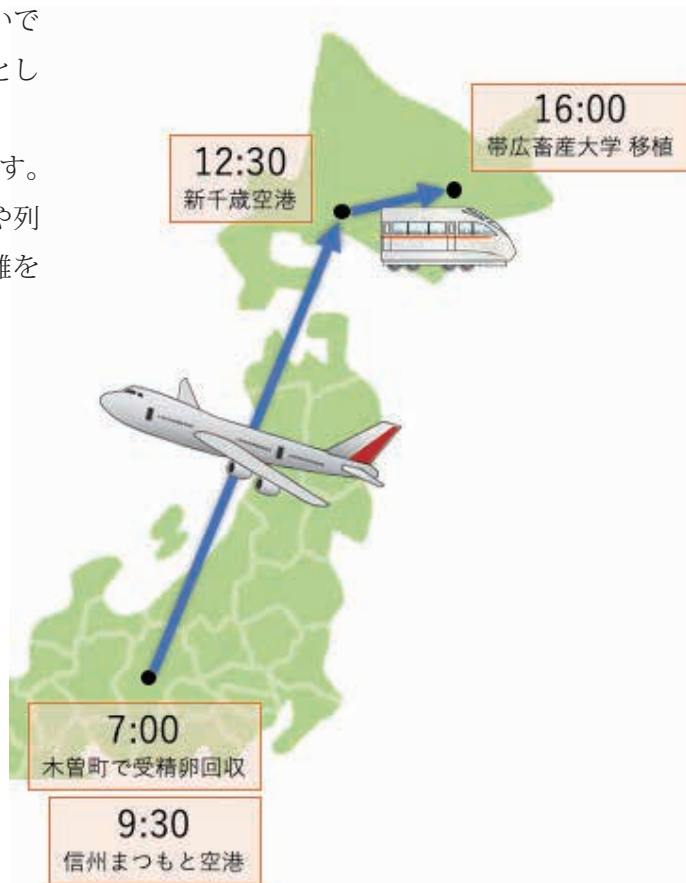 いで
とし
す。
や列
離を
16:00
帯広畜産大学 移植
12:30
新千歳空港
7:00
木曽町で受精卵回収
9:30
信州まつもと空港